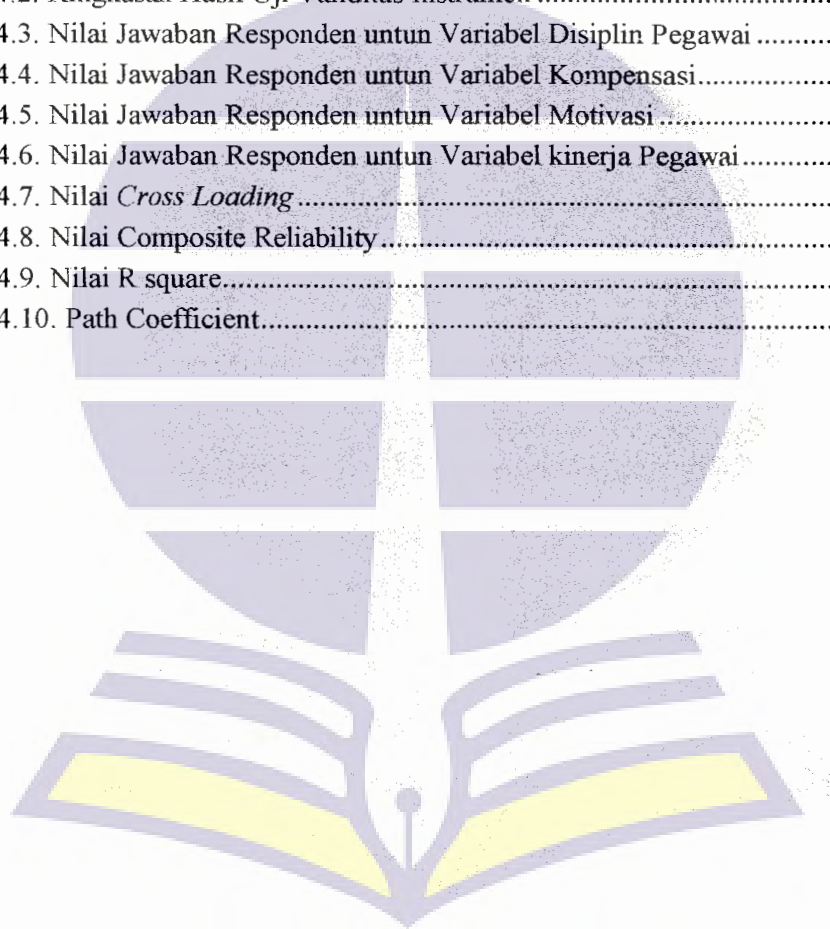 4.3. Nilai Jawaban Responden untun Variabel Disiplin Pegawai ..........
4.4. Nilai Jawaban Responden untun Variabel Kompensasi..................
4.5. Nilai Jawaban Responden untun Variabel Motivasi .......................
4.6. Nilai Jawaban Responden untun Variabel kinerja Pegawai............
4.7. Nilai Cross Loading.......................................................................
4.8. Nilai Composite Reliability...........................................................
4.9. Nilai R square................................................................................
4.10. Path Coefficient...........................................................................